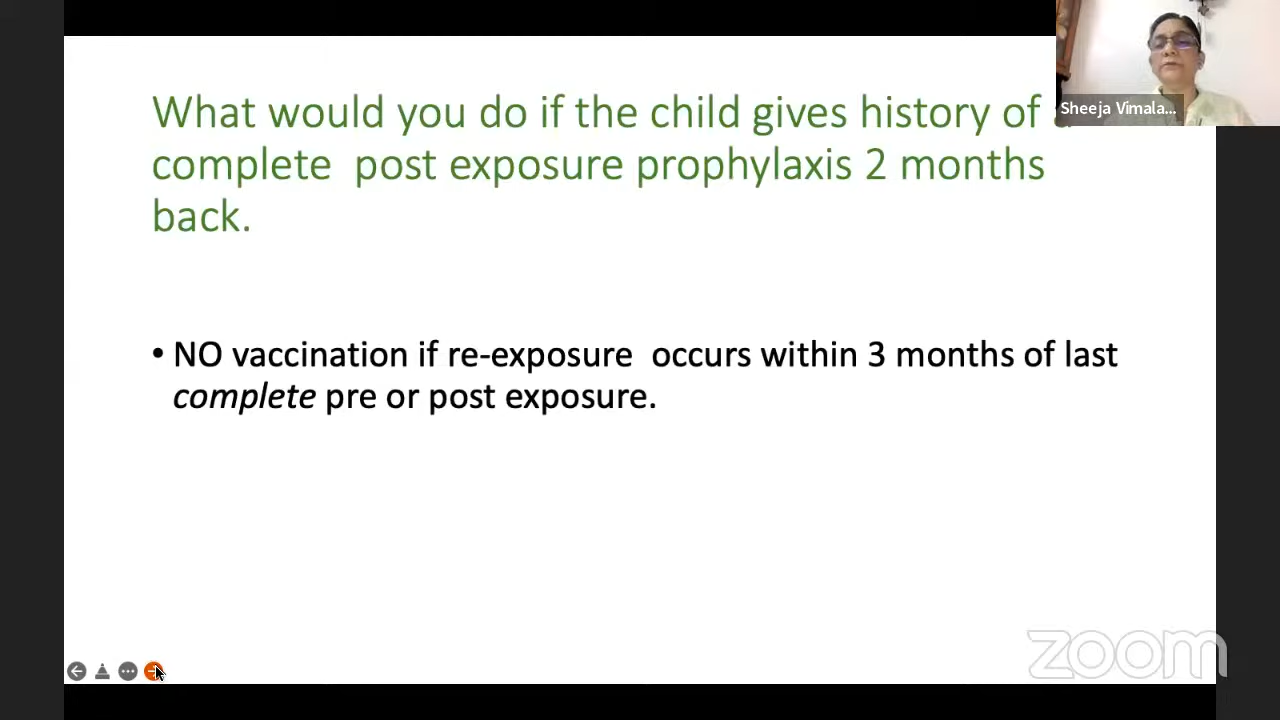 What would you do if the child gives history of
complete post exposure prophylaxis 2 months
back.
• NO vaccination if re-exposure occurs within 3 months of last
complete pre or post exposure.
Sheeja Vimala...
zoom